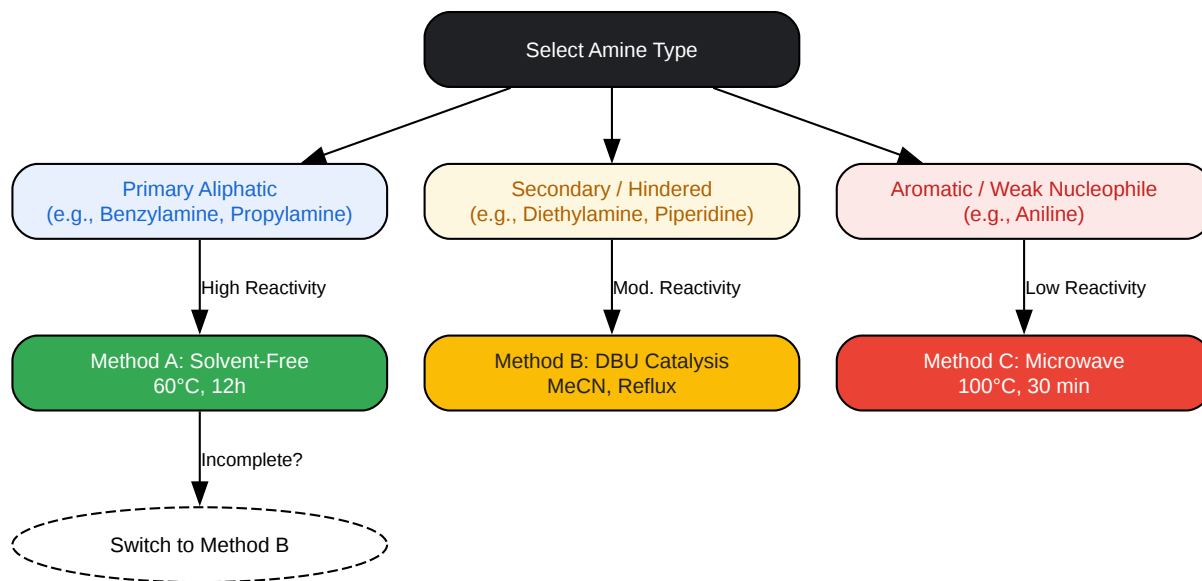 Select Amine Type
Primary Aliphatic
(e.g., Benzylamine, Propylamine)
Secondary / Hindered
(e.g., Diethylamine, Piperidine)
Aromatic / Weak Nucleophile
(e.g., Aniline)
High Reactivity
Mod. Reactivity
Low Reactivity
Method A: Solvent-Free
60°C, 12h
Method B: DBU Catalysis
MeCN, Reflux
Method C: Microwave
100°C, 30 min
Incomplete?
Switch to Method B